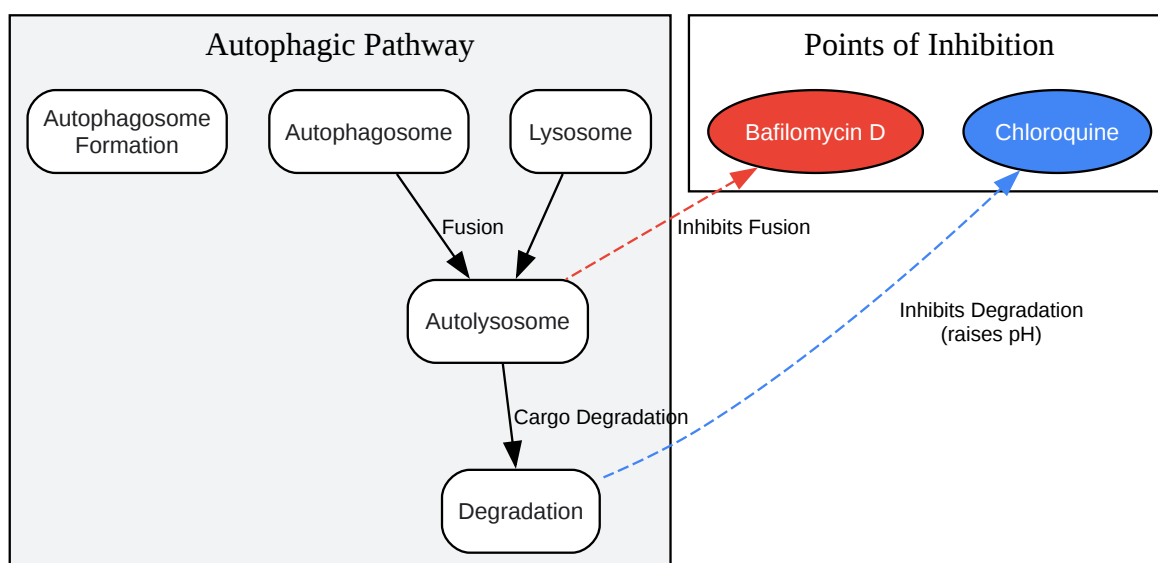 Autophagic Pathway
Points of Inhibition
Autophagosome
Formation
Autophagosome
Lysosome
Bafilomycin D
Chloroquine
Fusion
Inhibits Fusion
Autolysosome
Inhibits Degradation
(raises pH)
Cargo Degradation
Degradation